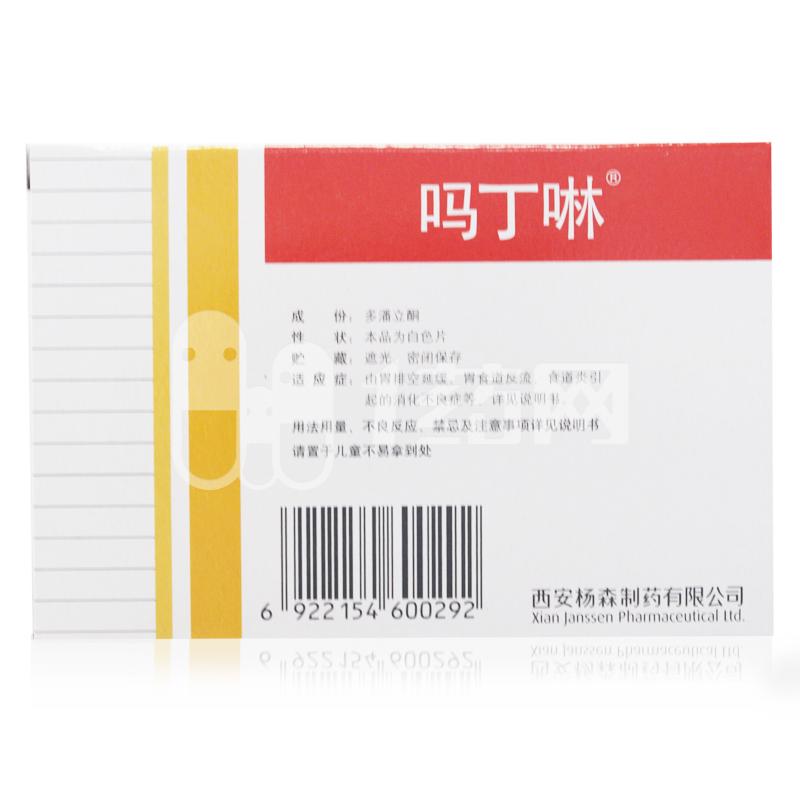 吗丁啉®
成 份：多潘立酮
性 状：本品为白色片
贮 藏：遮光，密闭保存
适应症：由胃排空延缓、胃食道反流、食道炎引
起的消化不良症等，详见说明书。
用法用量、不良反应、禁忌及注意事项详见说明书
请置于儿童不易拿到处
6 922154 600292
西安杨森制药有限公司
Xian Janssen Pharmaceutical Ltd.